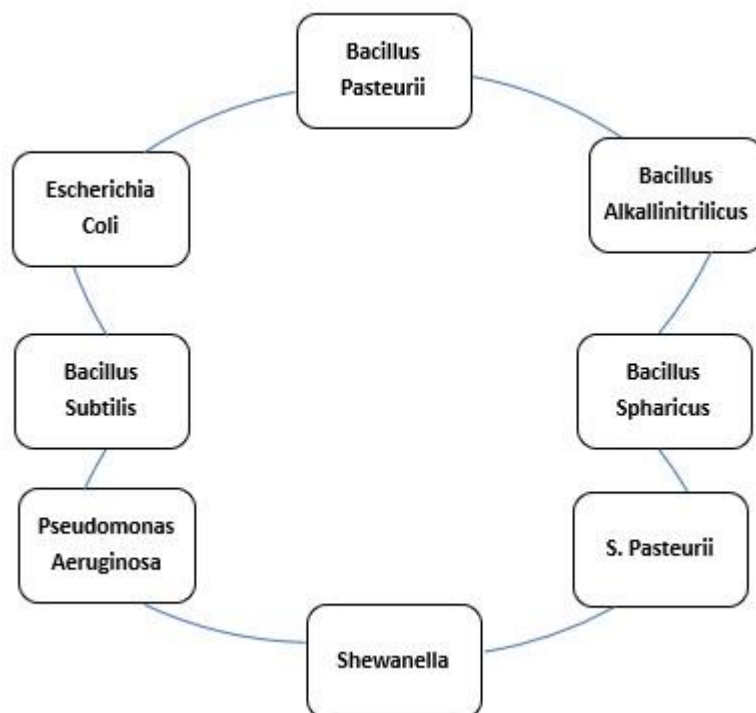 Bacillus
Pasteurii
Escherichia
Coli
Bacillus
Alkallinitrilicus
Bacillus
Subtilis
Bacillus
Spharicus
Pseudomonas
Aeruginosa
S. Pasteurii
Shewanella